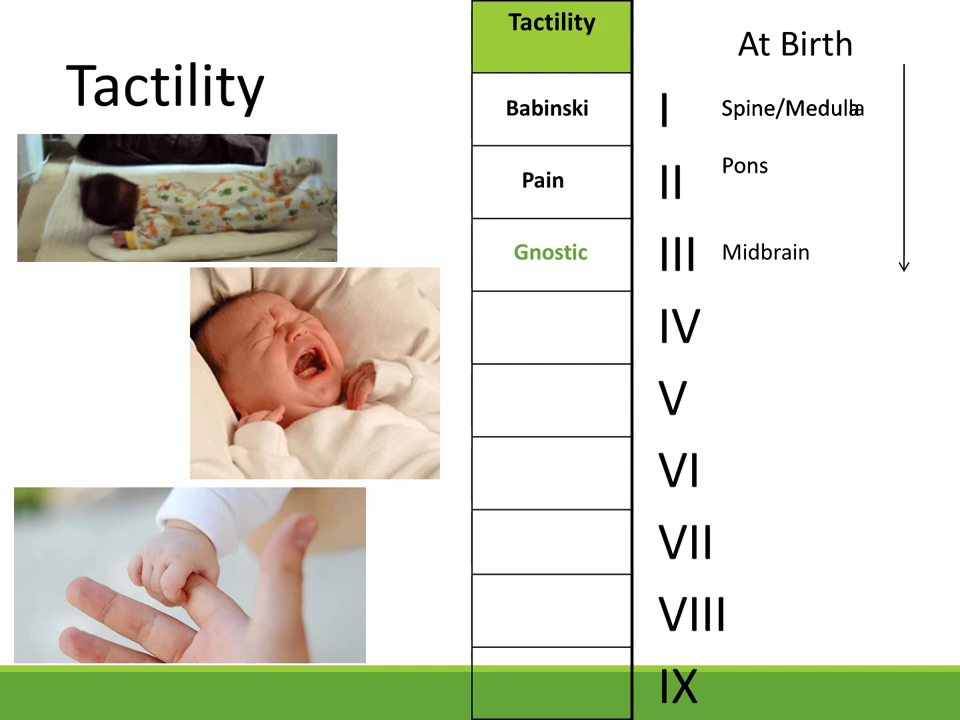 Tactility
Tactility
At Birth
Babinski
I
Spine/Medulla
Pain
II
Pons
Gnostic
III
Midbrain
IV
V
VI
VII
VIII
IX